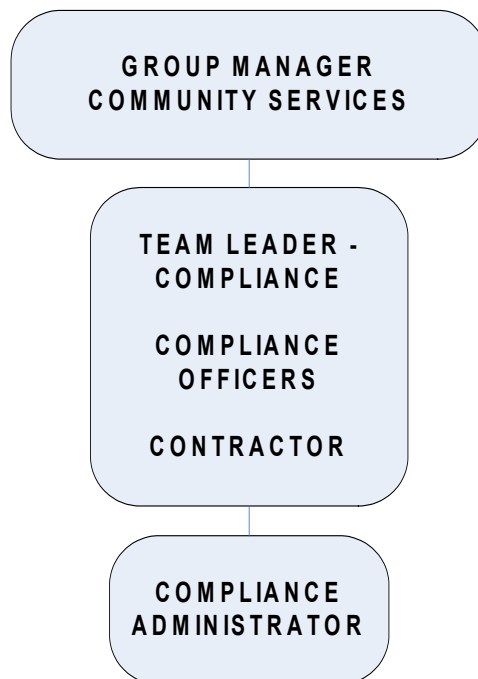 GROUP MANAGER
COMMUNITY SERVICES
TEAM LEADER -
COMPLIANCE
COMPLIANCE
OFFICERS
CONTRACTOR
COMPLIANCE
ADMINISTRATOR